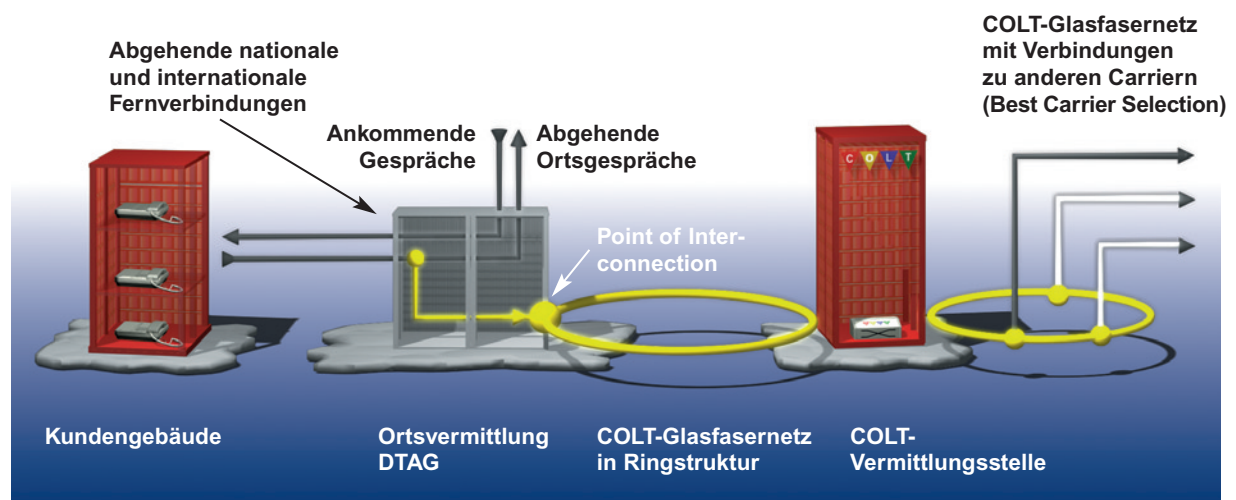 Abgehende nationale
und internationale
Fernverbindungen
Ankommende
Gespräche
Abgehende
Ortsgespräche
COLT-Glasfasernetz
mit Verbindungen
zu anderen Carriern
(Best Carrier Selection)
COLT
Point of Inter-
connection
Kundengebäude
Ortsvermittlung
DTAG
COLT-Glasfasernetz
in Ringstruktur
COLT-
Vermittlungsstelle